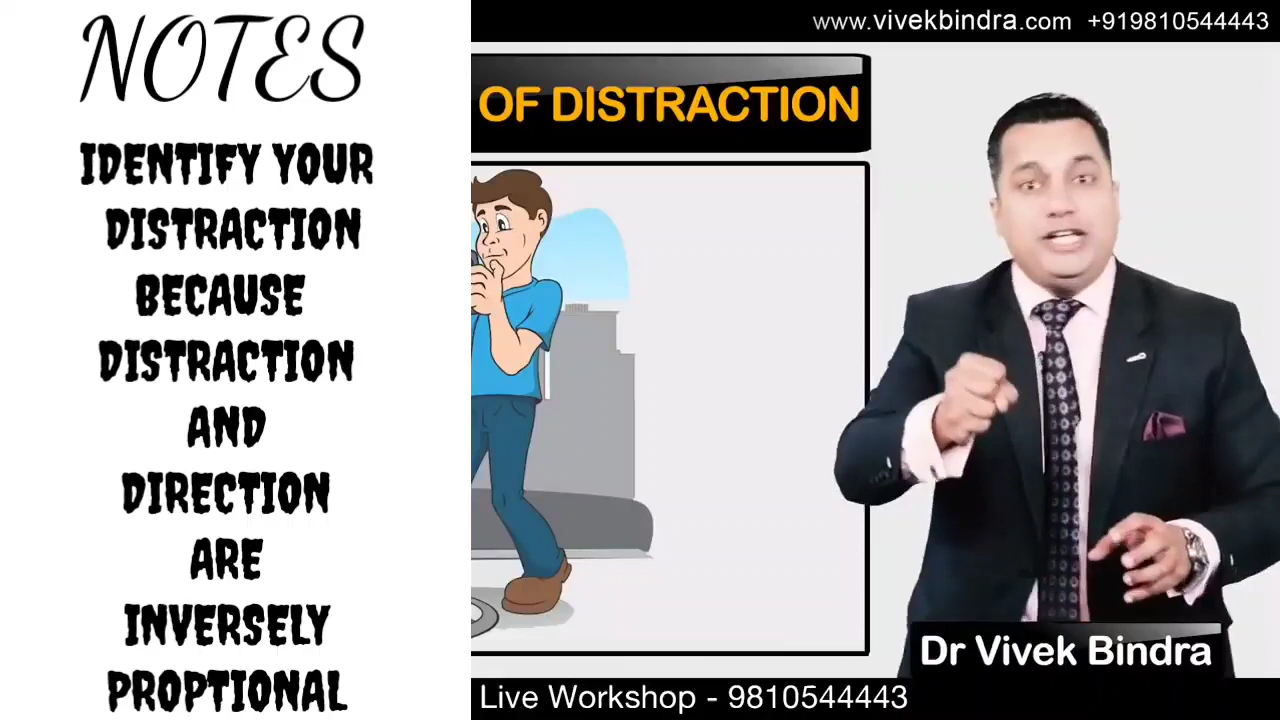 NOTES
IDENTIFY YOUR
DISTRACTION
BECAUSE
DISTRACTION
AND
DIRECTION
ARE
INVERSELY
PROPTIONAL
www.vivekbindra.com +919810544443
OF DISTRACTION
Dr Vivek Bindra
Live Workshop - 9810544443